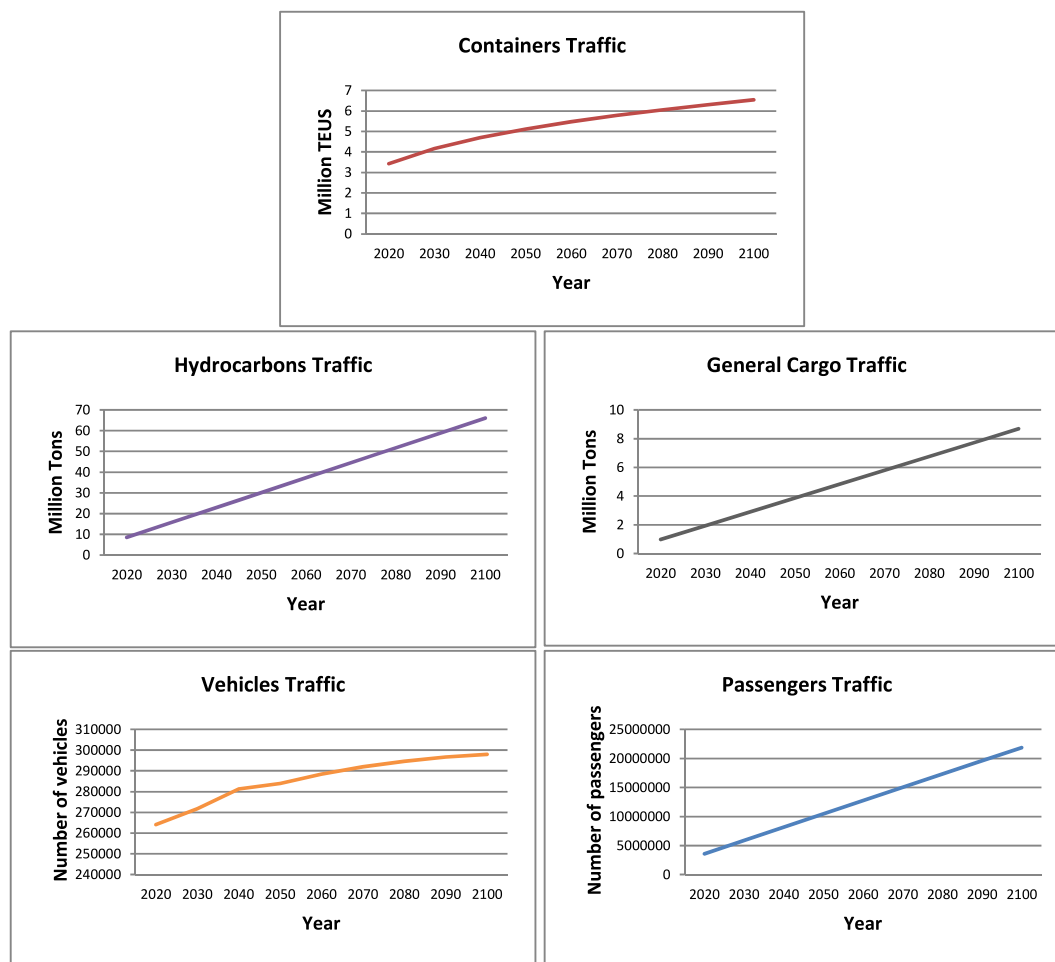 Containers Traffic
Million TEUS
7
6
5
4
3
2
1
0
2020 2030 2040 2050 2060 2070 2080 2090 2100
Year
Hydrocarbons Traffic
Million Tons
70
60
50
40
30
20
10
0
2020 2030 2040 2050 2060 2070 2080 2090 2100
Year
General Cargo Traffic
Million Tons
10
8
6
4
2
0
2020 2030 2040 2050 2060 2070 2080 2090 2100
Year
Vehicles Traffic
Number of vehicles
310000
300000
290000
280000
270000
260000
250000
240000
2020 2030 2040 2050 2060 2070 2080 2090 2100
Year
Passengers Traffic
Number of passengers
25000000
20000000
15000000
10000000
5000000
0
2020 2030 2040 2050 2060 2070 2080 2090 2100
Year